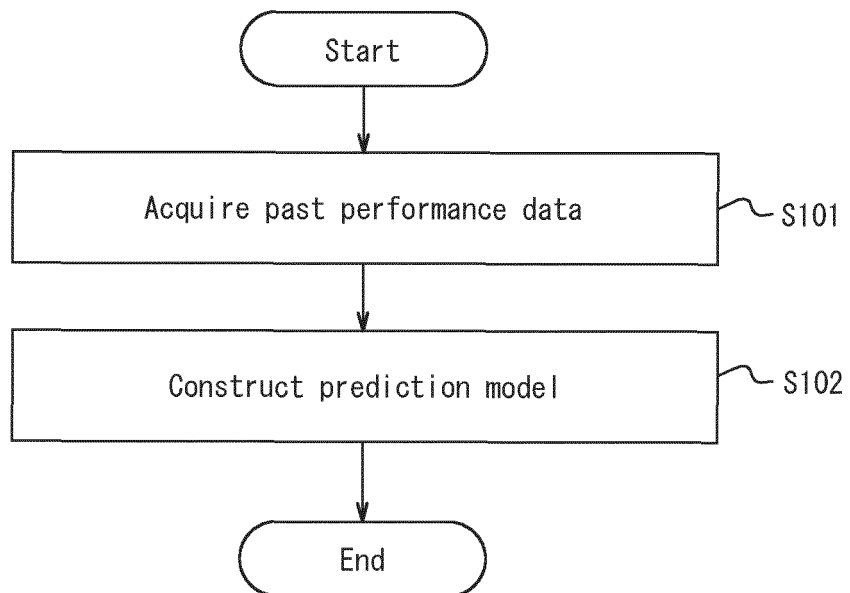 Start
Acquire past performance data
S101
Construct prediction model
S102
End